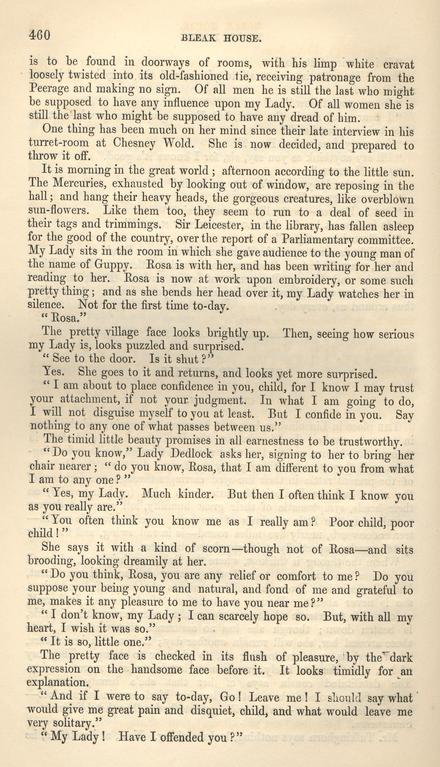 460
BLEAK HOUSE.
is to be found in doorways of rooms, with his limp white cravat
loosely twisted into its old-fashioned tie, receiving patronage from the
Peerage and making no sign. Of all men he is still the last who might
be supposed to have any influence upon my Lady. Of all women she is
still the last who might be supposed to have any dread of him.
One thing has been much on her mind since their late interview in his
turret-room at Chesney Wold. She is now decided, and prepared to
throw it off.
It is morning in the great world; afternoon according to the little sun.
The Mercuries, exhausted by looking out of window, are reposing in the
hall; and hang their heavy heads, the gorgeous creatures, like overblown
sun-flowers. Like them too, they seem to run to a deal of seed in
their tags and trimmings. Sir Leicester, in the library, has fallen asleep
for the good of the country, over the report of a Parliamentary committee.
My Lady sits in the room in which she gave audience to the young man of
the name of Guppy. Rosa is with her, and has been writing for her and
reading to her. Rosa is now at work upon embroidery, or some such
pretty thing; and as she bends her head over it, my Lady watches her in
silence. Not for the first time to-day.
"Rosa."
The pretty village face looks brightly up. Then, seeing how serious
my Lady is, looks puzzled and surprised.
"See to the door. Is it shut?"
Yes. She goes to it and returns, and looks yet more surprised.
"I am about to place confidence in you, child, for I know I may trust
your attachment, if not your judgment. In what I am going to do,
I will not disguise myself to you at least. But I confide in you. Say
nothing to any one of what passes between us."
The timid little beauty promises in all earnestness to be trustworthy.
"Do you know," Lady Dedlock asks her, signing to her to bring her
chair nearer; "do you know, Rosa, that I am different to you from what
I am to any one?"
"Yes, my Lady. Much kinder. But then I often think I know you
as you really are."
"You often think you know me as I really am? Poor child, poor
child!"
She says it with a kind of scorn—though not of Rosa—and sits
brooding, looking dreamily at her.
"Do you think, Rosa, you are any relief or comfort to me? Do you
suppose your being young and natural, and fond of me and grateful to
me, makes it any pleasure to me to have you near me?"
"I don't know, my Lady; I can scarcely hope so. But, with all my
heart, I wish it was so."
"It is so, little one."
The pretty face is checked in its flush of pleasure, by the dark
expression on the handsome face before it. It looks timidly for an
explanation.
"And if I were to say to-day, Go! Leave me! I should say what
would give me great pain and disquiet, child, and what would leave me
very solitary."
"My Lady! Have I offended you?"